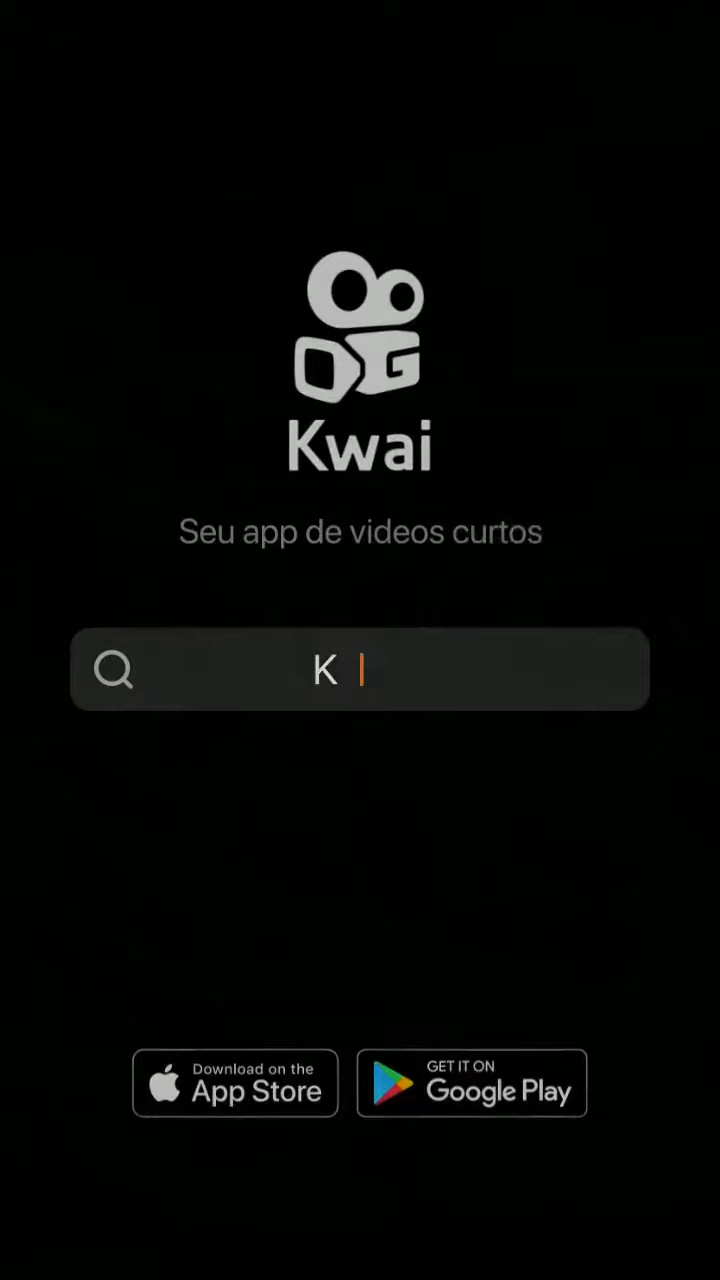 Kwai
Seu app de videos curtos
K
Download on the
App Store
GET IT ON
Google Play